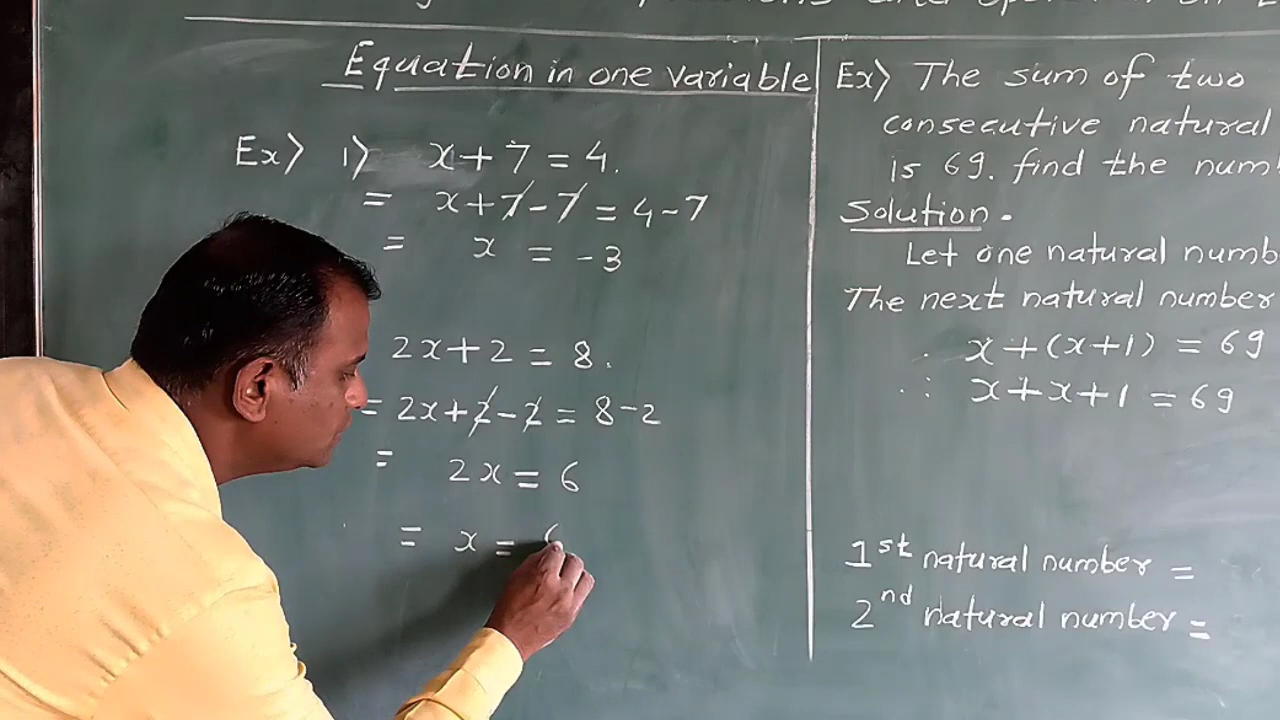 Equation in one variable
Ex> 1) x + 7 = 4.
= x + 7 - 7 = 4 - 7
= x = -3
2x + 2 = 8.
= 2x + 2 - 2 = 8 - 2
= 2x = 6
= x =
Ex> The sum of two
consecutive natural
is 69. find the
Solution.
Let one natural
The next natural number
x + (x + 1) = 69
∴ x + x + 1 = 69
1st natural number =
2nd natural number =